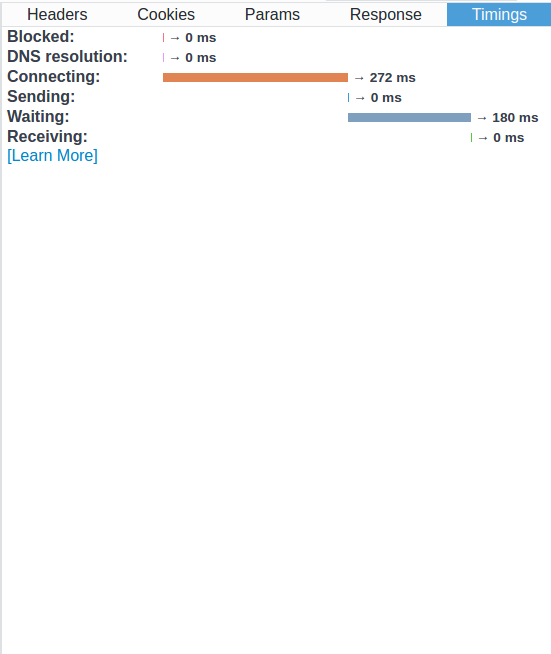 Headers Cookies Params Response Timings
Blocked: → 0 ms
DNS resolution: → 0 ms
Connecting: → 272 ms
Sending: → 0 ms
Waiting: → 180 ms
Receiving: → 0 ms
[Learn More]